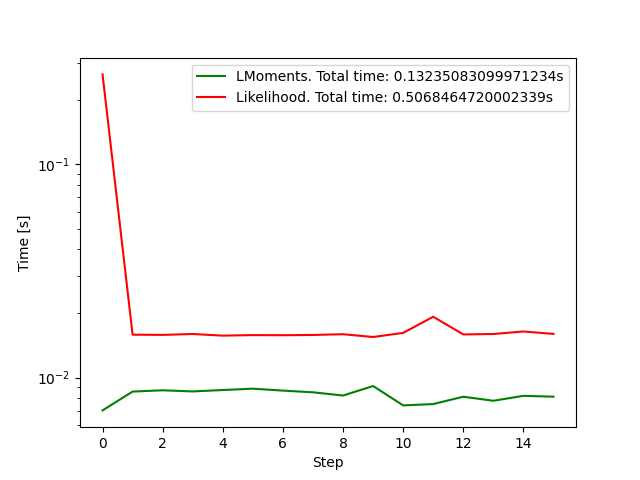 LMoments. Total time: 0.13235083099971234s
Likelihood. Total time: 0.5068464720002339s
Time [s]
10⁻¹
10⁻²
0 2 4 6 8 10 12 14
Step